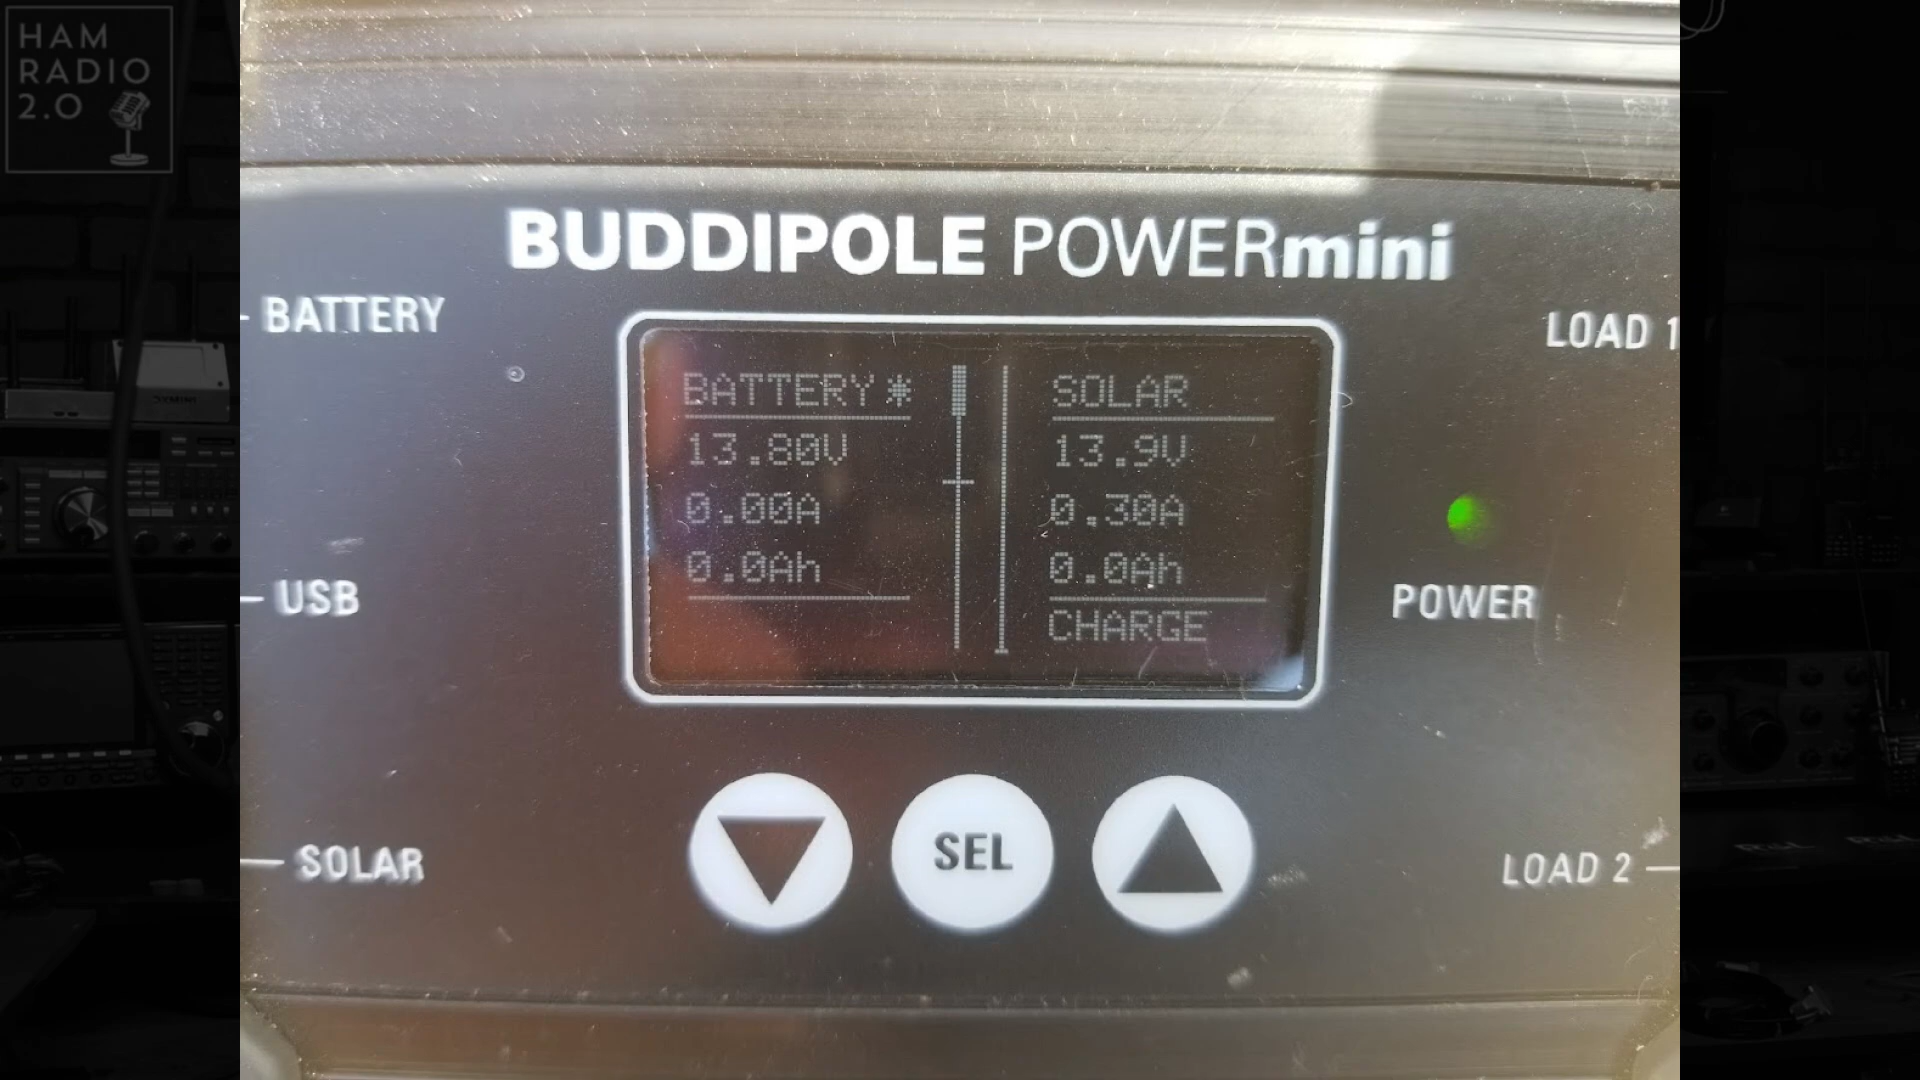 HAM
RADIO
2.0
BUDDIPOLE POWERmini
BATTERY
LOAD 1
BATTERY*
13.80V
0.00A
0.0Ah
SOLAR
13.9V
0.30A
0.0Ah
CHARGE
USB
POWER
SOLAR
SEL
LOAD 2